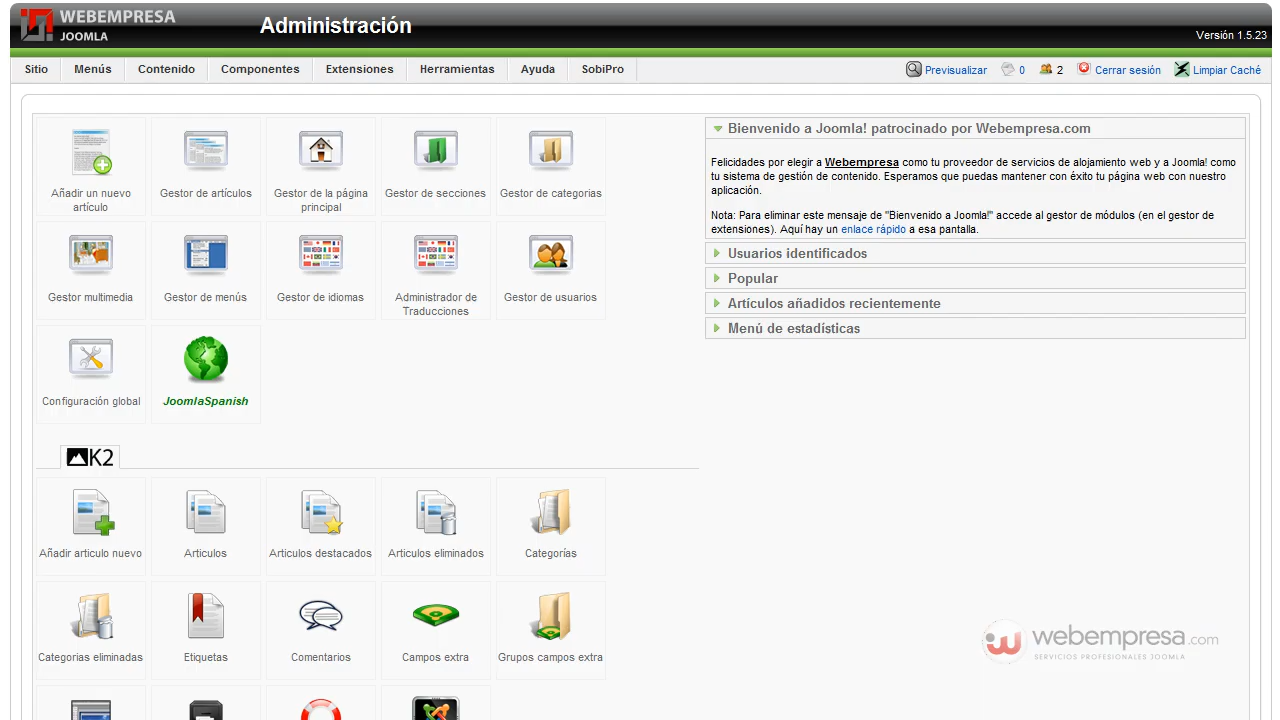 WEBEMPRESA
JOOMLA
Administración
Versión 1.5.23
Sitio Menús Contenido Componentes Extensiones Herramientas Ayuda SobiPro
Previsualizar 0 2 Cerrar sesión Limpiar Caché
Añadir un nuevo
artículo
Gestor de artículos
Gestor de la página
principal
Gestor de secciones
Gestor de categorias
Gestor multimedia
Gestor de menús
Gestor de idiomas
Administrador de
Traducciones
Gestor de usuarios
Configuración global
JoomlaSpanish
Bienvenido a Joomla! patrocinado por Webempresa.com
Felicidades por elegir a Webempresa como tu proveedor de servicios de alojamiento web y a Joomla! como
tu sistema de gestión de contenido. Esperamos que puedas mantener con éxito tu página web con nuestro
aplicación.
Nota: Para eliminar este mensaje de "Bienvenido a Joomla!" accede al gestor de módulos (en el gestor de
extensiones). Aquí hay un enlace rápido a esa pantalla.
Usuarios identificados
Popular
Artículos añadidos recientemente
Menú de estadísticas
K2
Añadir articulo nuevo
Articulos
Articulos destacados
Articulos eliminados
Categorías
Categorias eliminadas
Etiquetas
Comentarios
Campos extra
Grupos campos extra
webempresa.com
SERVICIOS PROFESIONALES JOOMLA